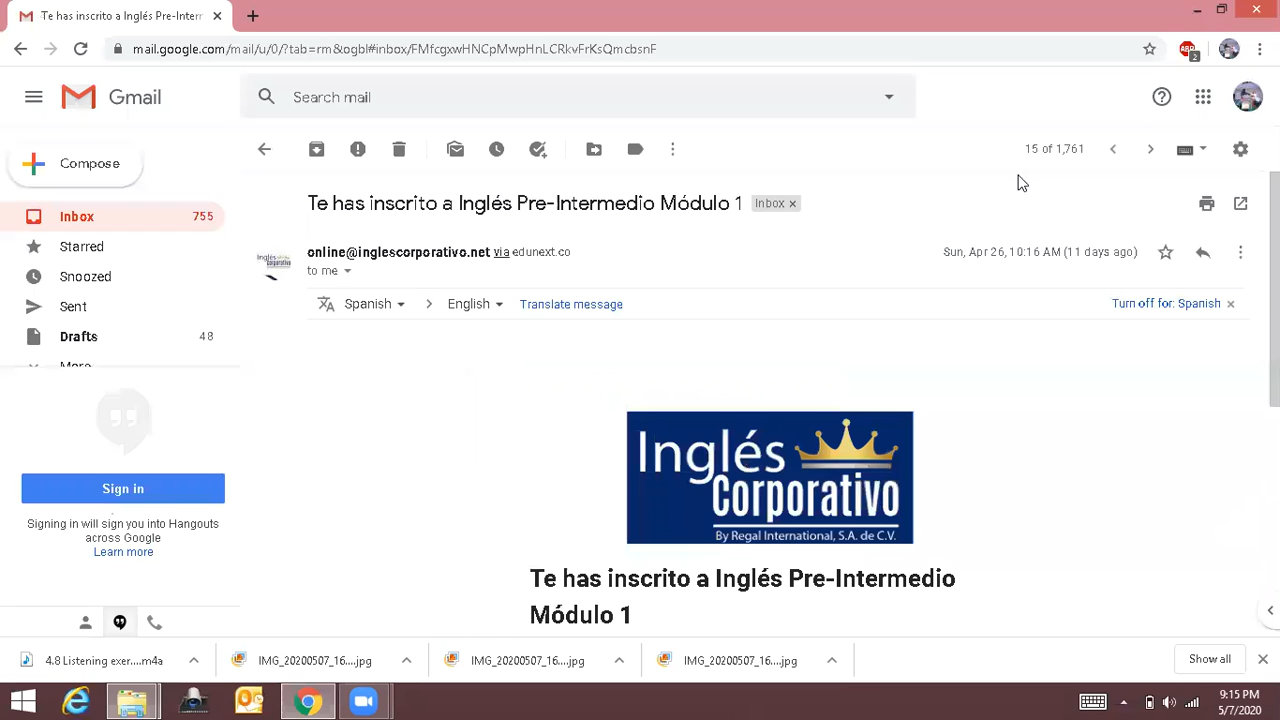 Te has inscrito a Inglés Pre-Interm
mail.google.com/mail/u/0/?tab=rm&ogbl#inbox/FMfcgxwHNCpMwpHnLCRkvFrKsQmcbsnF
ABP
2
Gmail
Search mail
Compose
15 of 1,761
Te has inscrito a Inglés Pre-Intermedio Módulo 1
Inbox ×
Inbox 755
Starred
Snoozed
Sent
Drafts 48
More
Inglés
Corporativo
online@inglescorporativo.net via edunext.co
Sun, Apr 26, 10:16 AM (11 days ago)
to me
Spanish > English Translate message
Turn off for: Spanish ×
Inglés
Corporativo
By Regal International, S.A. de C.V.
Te has inscrito a Inglés Pre-Intermedio
Módulo 1
Sign in
Signing in will sign you into Hangouts
across Google
Learn more
4.8 Listening exer....m4a
IMG_20200507_16....jpg
IMG_20200507_16....jpg
IMG_20200507_16....jpg
Show all
9:15 PM
5/7/2020